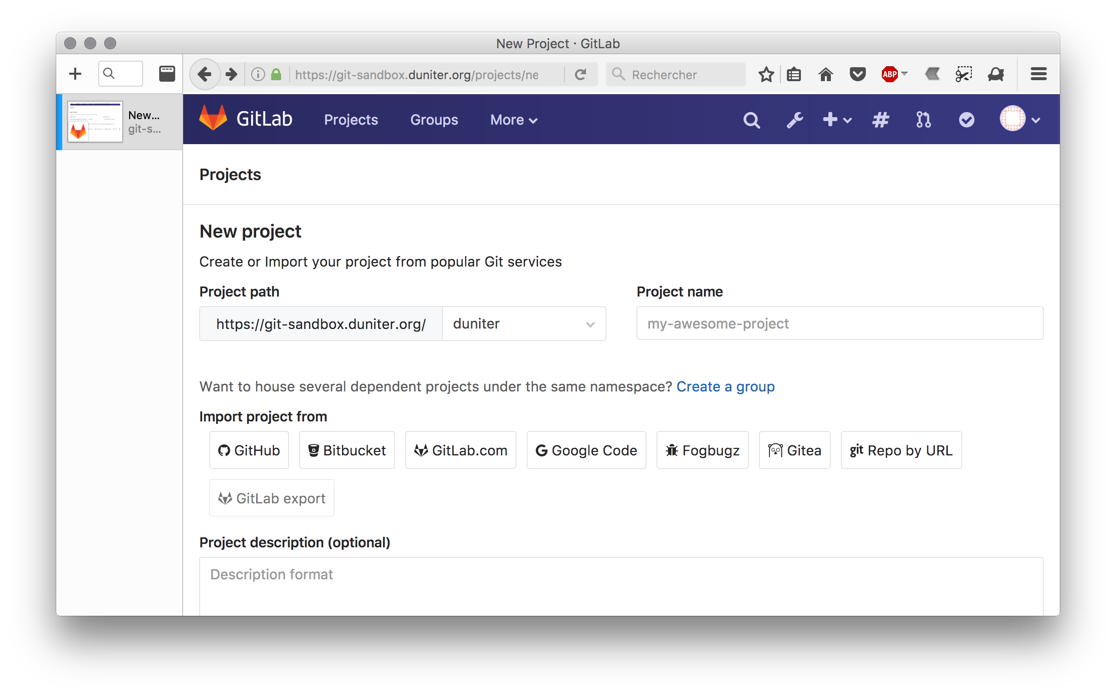 New Project · GitLab
https://git-sandbox.duniter.org/projects/ne
Rechercher
ABP
New...
git-s...
GitLab
Projects
Groups
More
Projects
New project
Create or Import your project from popular Git services
Project path
Project name
https://git-sandbox.duniter.org/
duniter
my-awesome-project
Want to house several dependent projects under the same namespace? Create a group
Import project from
GitHub
Bitbucket
GitLab.com
Google Code
Fogbugz
Gitea
git Repo by URL
GitLab export
Project description (optional)
Description format